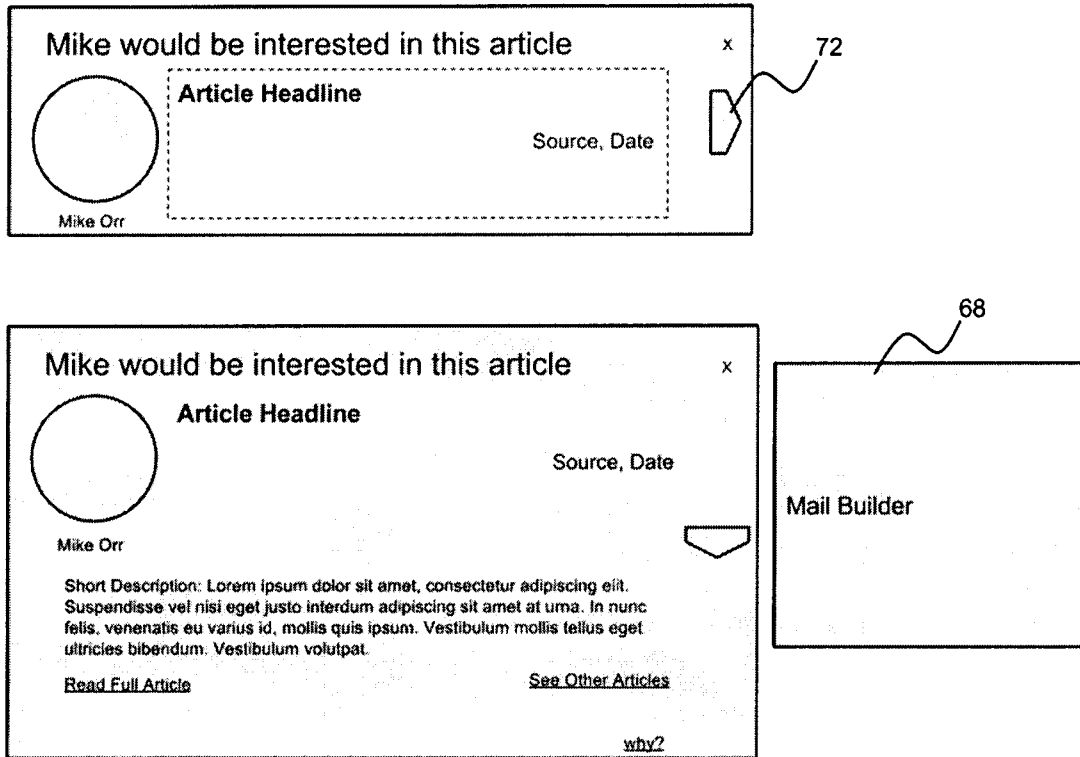 Mike would be interested in this article
x
72
Article Headline
Source, Date
Mike Orr
68
Mike would be interested in this article
x
Article Headline
Source, Date
Mail Builder
Mike Orr
Short Description: Lorem ipsum dolor sit amet, consectetur adipiscing elit.
Suspendisse vel nisi eget justo interdum adipiscing sit amet at urna. In nunc
felis, venenatis eu varius id, mollis quis ipsum. Vestibulum mollis tellus eget
ultricies bibendum. Vestibulum volutpat.
Read Full Article
See Other Articles
why?